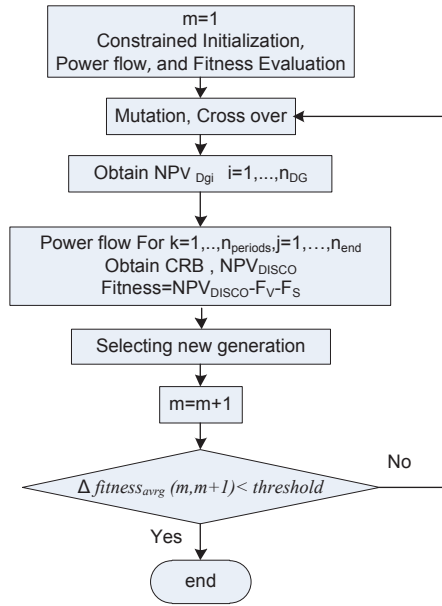 m=1
Constrained Initialization,
Power flow, and Fitness Evaluation
Mutation, Cross over
Obtain NPV Dgi i=1,...,nDG
Power flow For k=1,..,nperiods,j=1,...,nend
Obtain CRB , NPVDISCO
Fitness=NPVDISCO-FV-FS
Selecting new generation
m=m+1
Δ fitnessavrg (m,m+1)< threshold
No
Yes
end